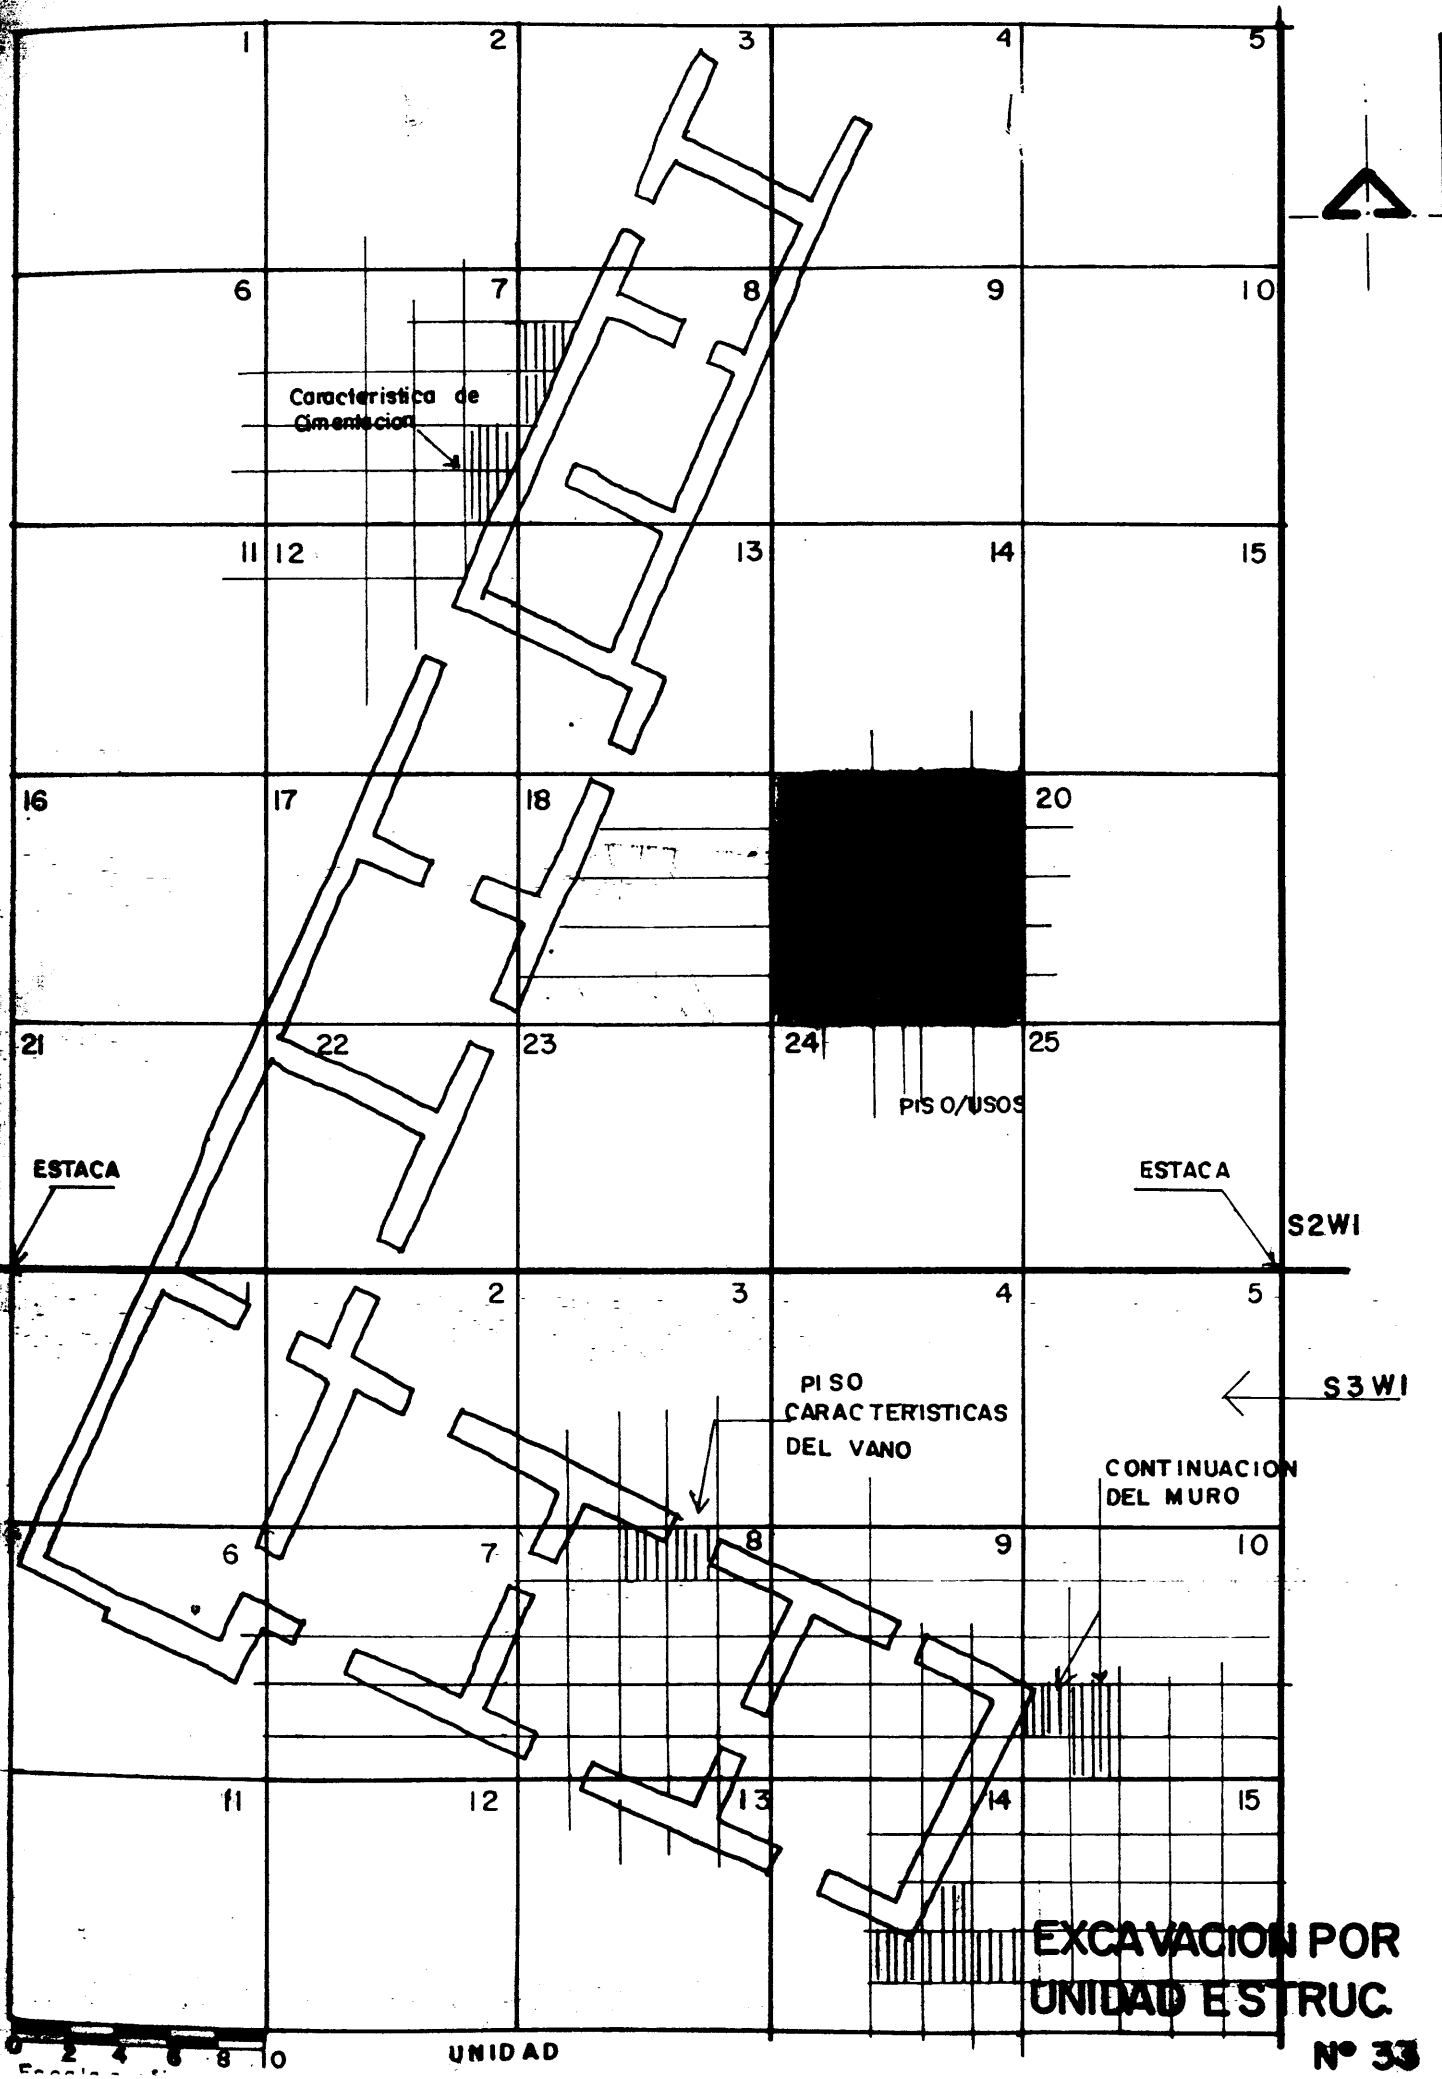 1 2 3 4 5
6 7 8 9 10
Caracteristica de
Cimentacion
11 12 13 14 15
16 17 18 20
21 22 23 24 25
PISO/USOS
ESTACA ESTACA
S2W1
2 3 4 5
S3W1
PISO
CARACTERISTICAS
DEL VANO
CONTINUACION
DEL MURO
6 7 8 9 10
11 12 13 14 15
EXCAVACION POR
UNIDAD ESTRUC.
Nº 33
0 2 4 6 8 10
UNIDAD